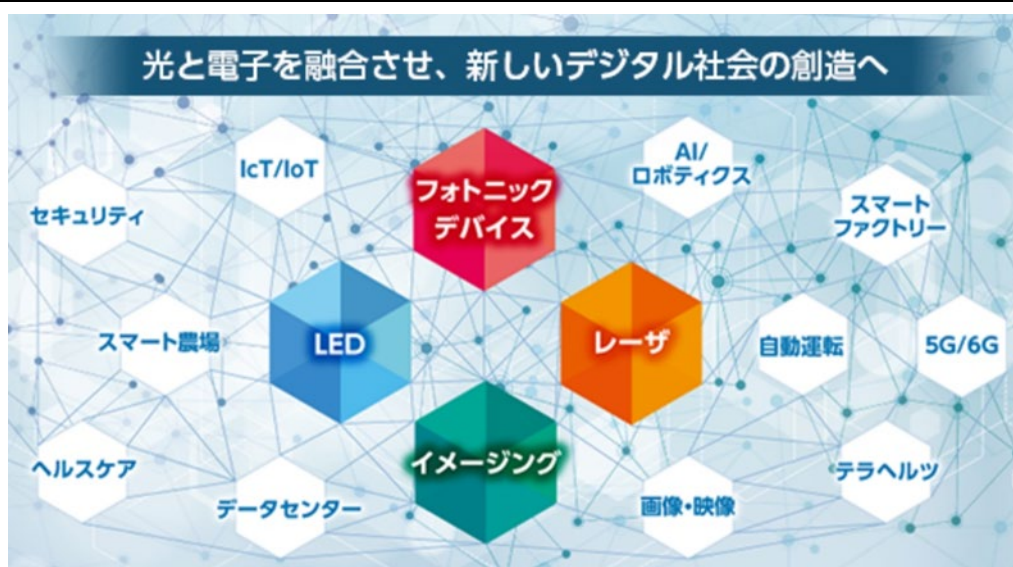 光と電子を融合させ、新しいデジタル社会の創造へ
IcT/IoT
フォトニック
デバイス
AI/
ロボティクス
セキュリティ
スマート
ファクトリー
スマート農場
LED
レーザ
自動運転
5G/6G
ヘルスケア
イメージング
テラヘルツ
データセンター
画像・映像